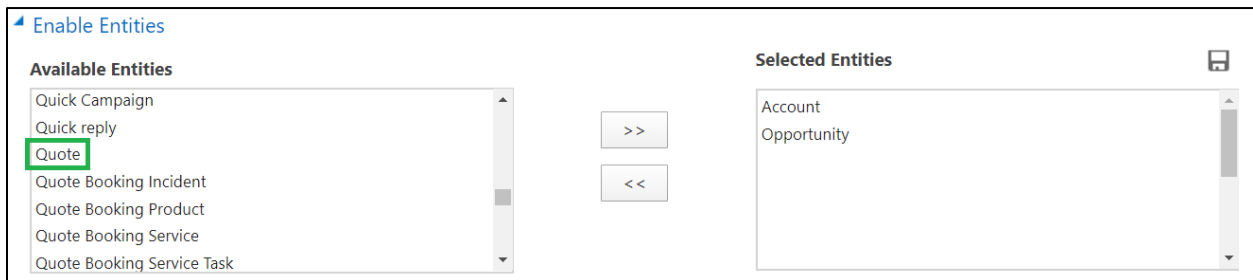 Enable Entities
Available Entities
Quick Campaign
Quick reply
Quote
Quote Booking Incident
Quote Booking Product
Quote Booking Service
Quote Booking Service Task
>>
<<
Selected Entities
Account
Opportunity